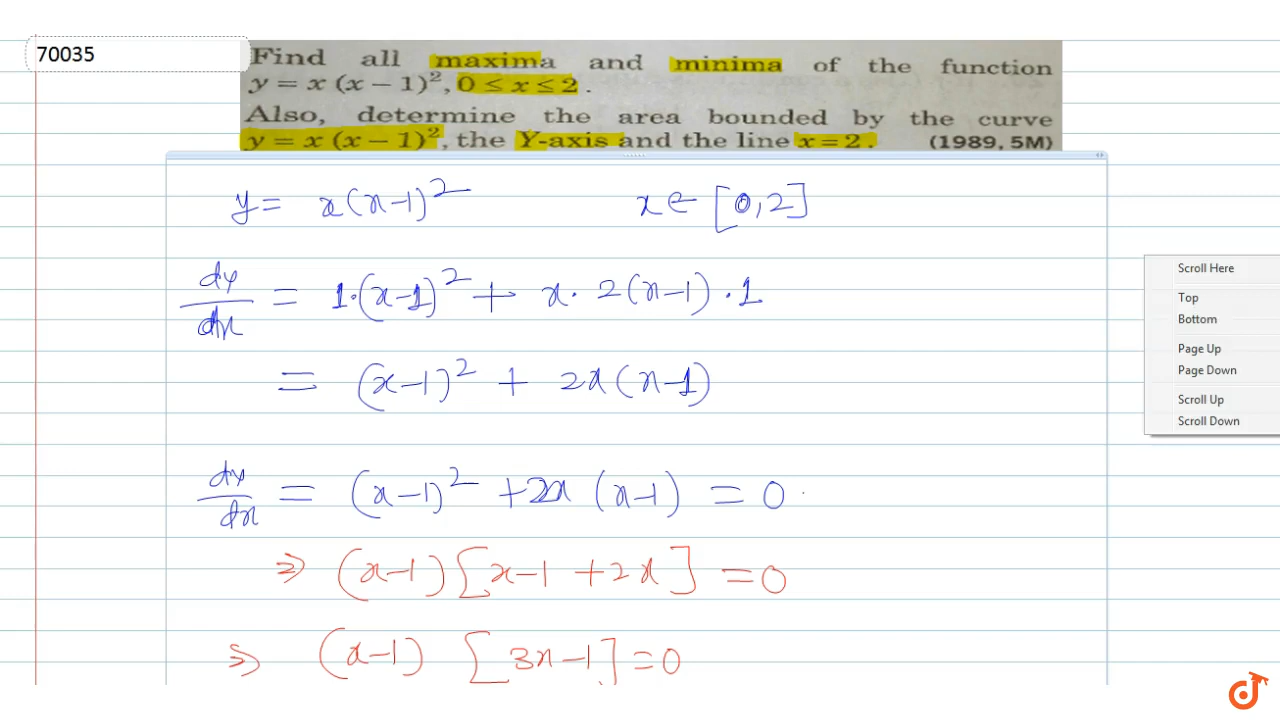 70035
Find all maxima and minima of the function
y = x (x − 1)², 0 ≤ x ≤ 2 .
Also, determine the area bounded by the curve
y = x (x − 1)², the Y-axis and the line x = 2 . (1989, 5M)
y = x(x-1)² x ∈ [0,2]
dy/dx = 1·(x-1)² + x· 2(x-1)·1
= (x-1)² + 2x(x-1)
dy/dx = (x-1)² + 2x (x-1) = 0
⇒ (x-1) [x-1 + 2x] = 0
⇒ (x-1) [3x-1] = 0
Scroll Here
Top
Bottom
Page Up
Page Down
Scroll Up
Scroll Down